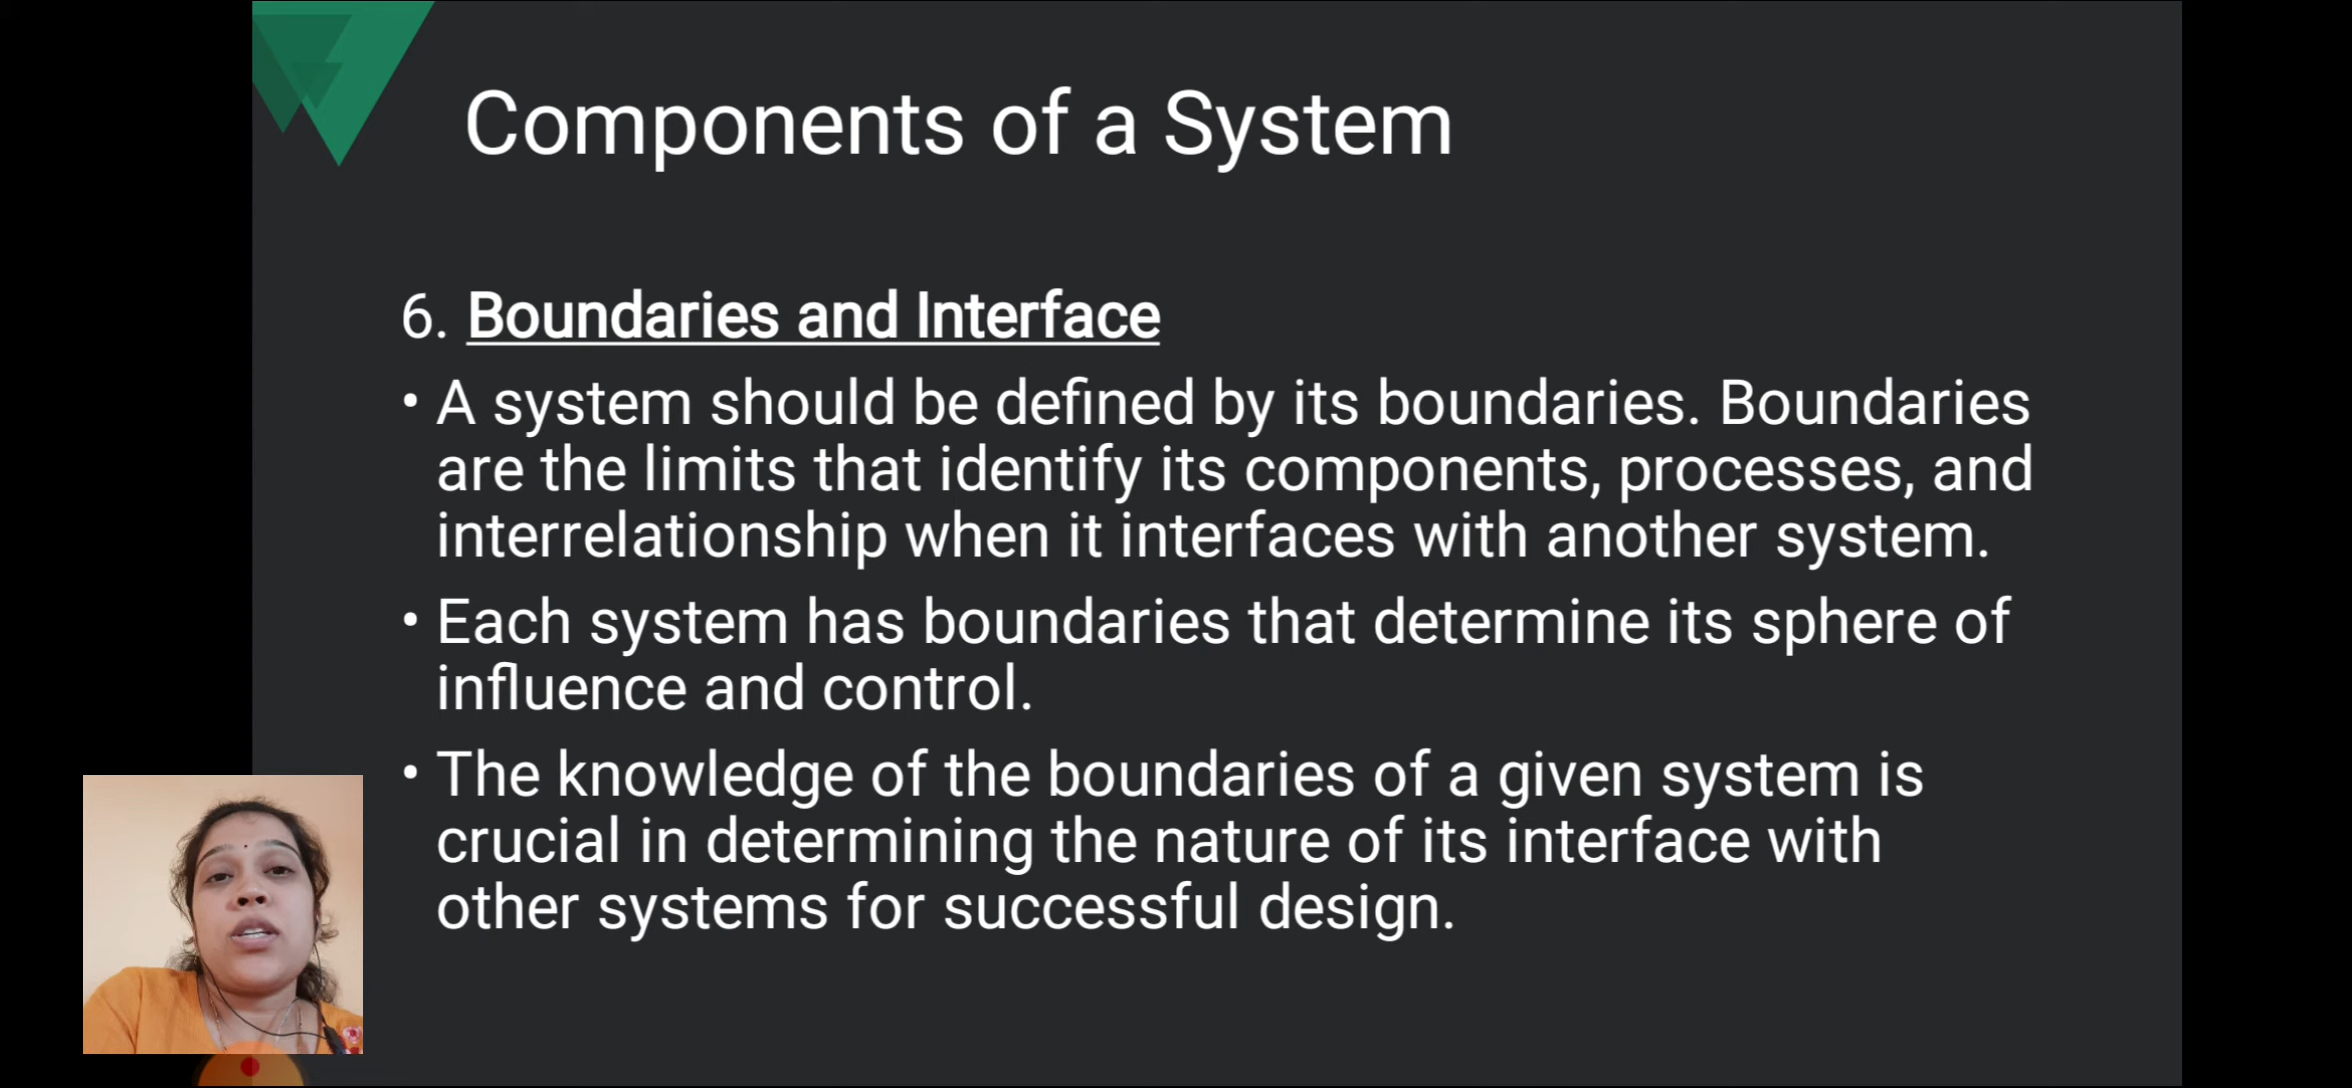 Components of a System
6. Boundaries and Interface
• A system should be defined by its boundaries. Boundaries
are the limits that identify its components, processes, and
interrelationship when it interfaces with another system.
• Each system has boundaries that determine its sphere of
influence and control.
• The knowledge of the boundaries of a given system is
crucial in determining the nature of its interface with
other systems for successful design.